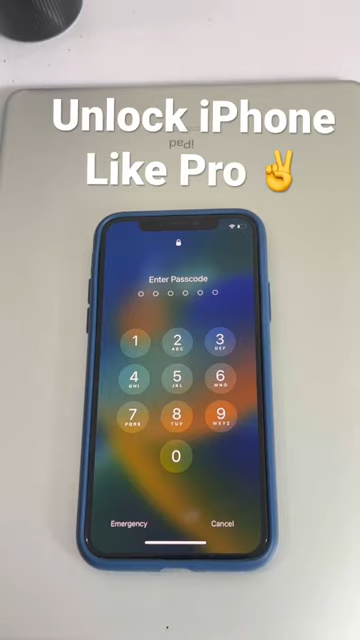 Unlock iPhone
iPad
Like Pro ✌️
Enter Passcode
1
2
ABC
3
DEF
4
GHI
5
JKL
6
MNO
7
PQRS
8
TUV
9
WXYZ
0
Emergency
Cancel